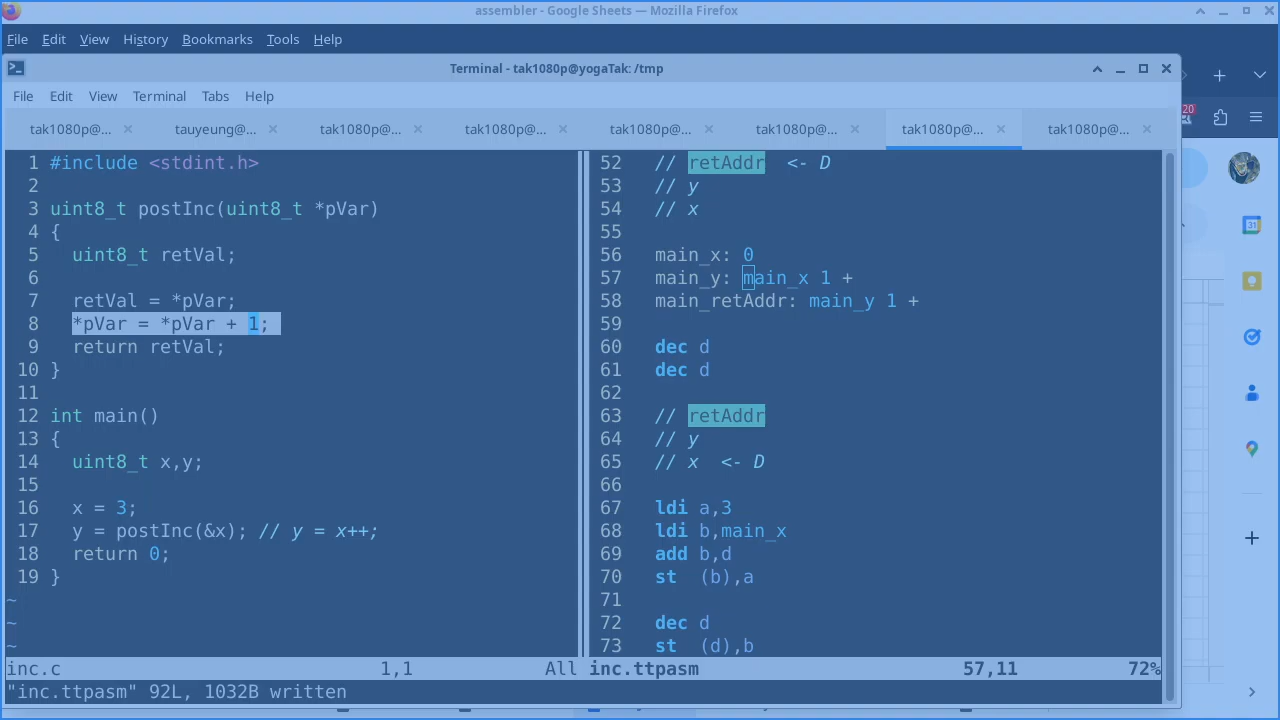 assembler - Google Sheets — Mozilla Firefox
File Edit View History Bookmarks Tools Help
Terminal - tak1080p@yogaTak: /tmp
File Edit View Terminal Tabs Help
20
tak1080p@... tauyeung@... tak1080p@... tak1080p@... tak1080p@... tak1080p@... tak1080p@... tak1080p@...
1 #include <stdint.h>
2
3 uint8_t postInc(uint8_t *pVar)
4 {
5   uint8_t retVal;
6
7   retVal = *pVar;
8   *pVar = *pVar + 1;
9   return retVal;
10 }
11
12 int main()
13 {
14   uint8_t x,y;
15
16   x = 3;
17   y = postInc(&x); // y = x++;
18   return 0;
19 }
~
~
~
inc.c 1,1 All
52   // retAddr  <- D
53   // y
54   // x
55
56   main_x: 0
57   main_y: main_x 1 +
58   main_retAddr: main_y 1 +
59
60   dec d
61   dec d
62
63   // retAddr
64   // y
65   // x  <- D
66
67   ldi a,3
68   ldi b,main_x
69   add b,d
70   st  (b),a
71
72   dec d
73   st  (d),b
inc.ttpasm 57,11 72%
"inc.ttpasm" 92L, 1032B written
31